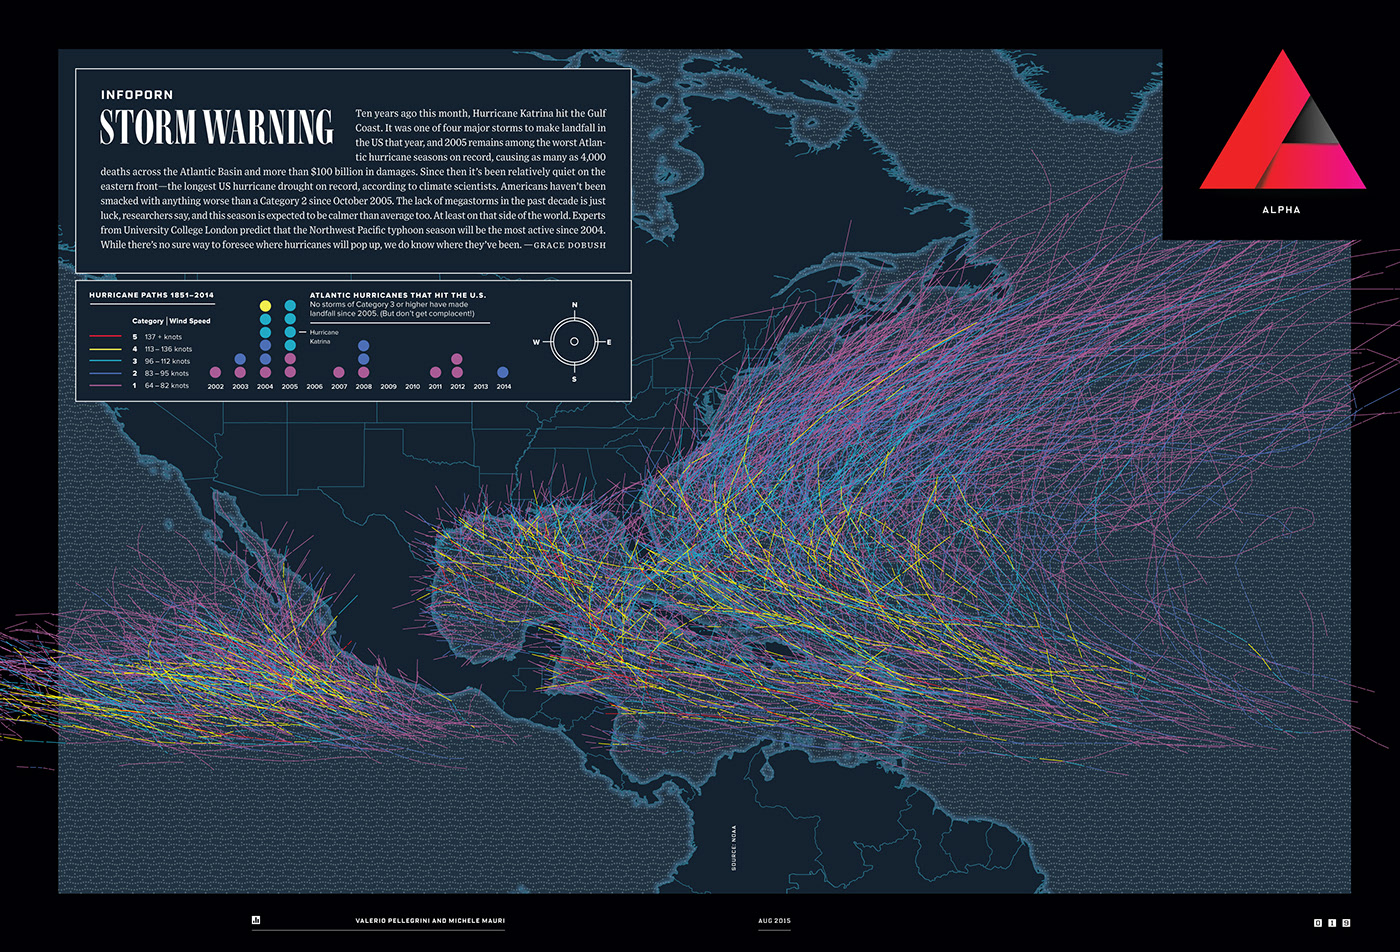 INFOPORN
STORM WARNING
Ten years ago this month, Hurricane Katrina hit the Gulf
Coast. It was one of four major storms to make landfall in
the US that year, and 2005 remains among the worst Atlan-
tic hurricane seasons on record, causing as many as 4,000
deaths across the Atlantic Basin and more than $100 billion in damages. Since then it's been relatively quiet on the
eastern front—the longest US hurricane drought on record, according to climate scientists. Americans haven't been
smacked with anything worse than a Category 2 since October 2005. The lack of megastorms in the past decade is just
luck, researchers say, and this season is expected to be calmer than average too. At least on that side of the world. Experts
from University College London predict that the Northwest Pacific typhoon season will be the most active since 2004.
While there's no sure way to foresee where hurricanes will pop up, we do know where they've been. —GRACE DOBUSH
ALPHA
HURRICANE PATHS 1851–2014
Category | Wind Speed
5 137 + knots
4 113 – 136 knots
3 96 – 112 knots
2 83 – 95 knots
1 64 – 82 knots
ATLANTIC HURRICANES THAT HIT THE U.S.
No storms of Category 3 or higher have made
landfall since 2005. (But don't get complacent!)
Hurricane
Katrina
2002 2003 2004 2005 2006 2007 2008 2009 2010 2011 2012 2013 2014
N
W E
S
SOURCE: NOAA
VALERIO PELLEGRINI AND MICHELE MAURI
AUG 2015
0 1 9